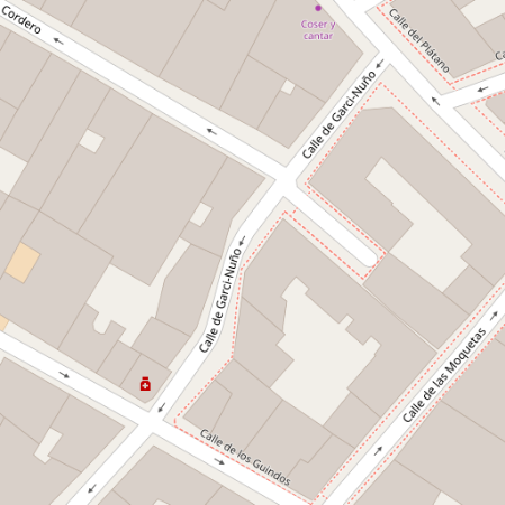 Cordero
Coser y
cantar
Calle del Plátano
Ca
Calle de Garci-Nuño
Calle de Garci-Nuño
Calle de las Moquetas
Calle de los Guindos